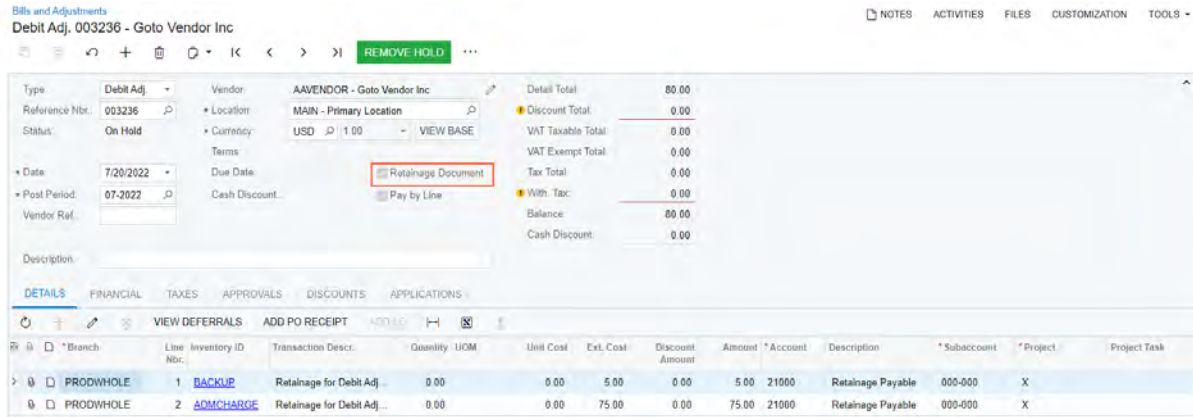 Bills and Adjustments
NOTES ACTIVITIES FILES CUSTOMIZATION TOOLS
Debit Adj. 003236 - Goto Vendor Inc
REMOVE HOLD
Type: Debit Adj. Vendor: AAVENDOR - Goto Vendor Inc Detail Total: 80.00
Reference Nbr.: 003236 * Location: MAIN - Primary Location Discount Total: 0.00
Status: On Hold * Currency: USD 1.00 VIEW BASE VAT Taxable Total: 0.00
Terms: VAT Exempt Total: 0.00
* Date: 7/20/2022 Due Date: Retainage Document Tax Total: 0.00
* Post Period: 07-2022 Cash Discount... Pay by Line With. Tax: 0.00
Vendor Ref.: Balance: 80.00
Cash Discount: 0.00
Description:
DETAILS FINANCIAL TAXES APPROVALS DISCOUNTS APPLICATIONS
VIEW DEFERRALS ADD PO RECEIPT
* Branch Line Nbr. Inventory ID Transaction Descr. Quantity UOM Unit Cost Ext. Cost Discount Amount Amount * Account Description * Subaccount * Project Project Task
PRODWHOLE 1 BACKUP Retainage for Debit Adj... 0.00 0.00 5.00 0.00 5.00 21000 Retainage Payable 000-000 X
PRODWHOLE 2 ADMCHARGE Retainage for Debit Adj... 0.00 0.00 75.00 0.00 75.00 21000 Retainage Payable 000-000 X